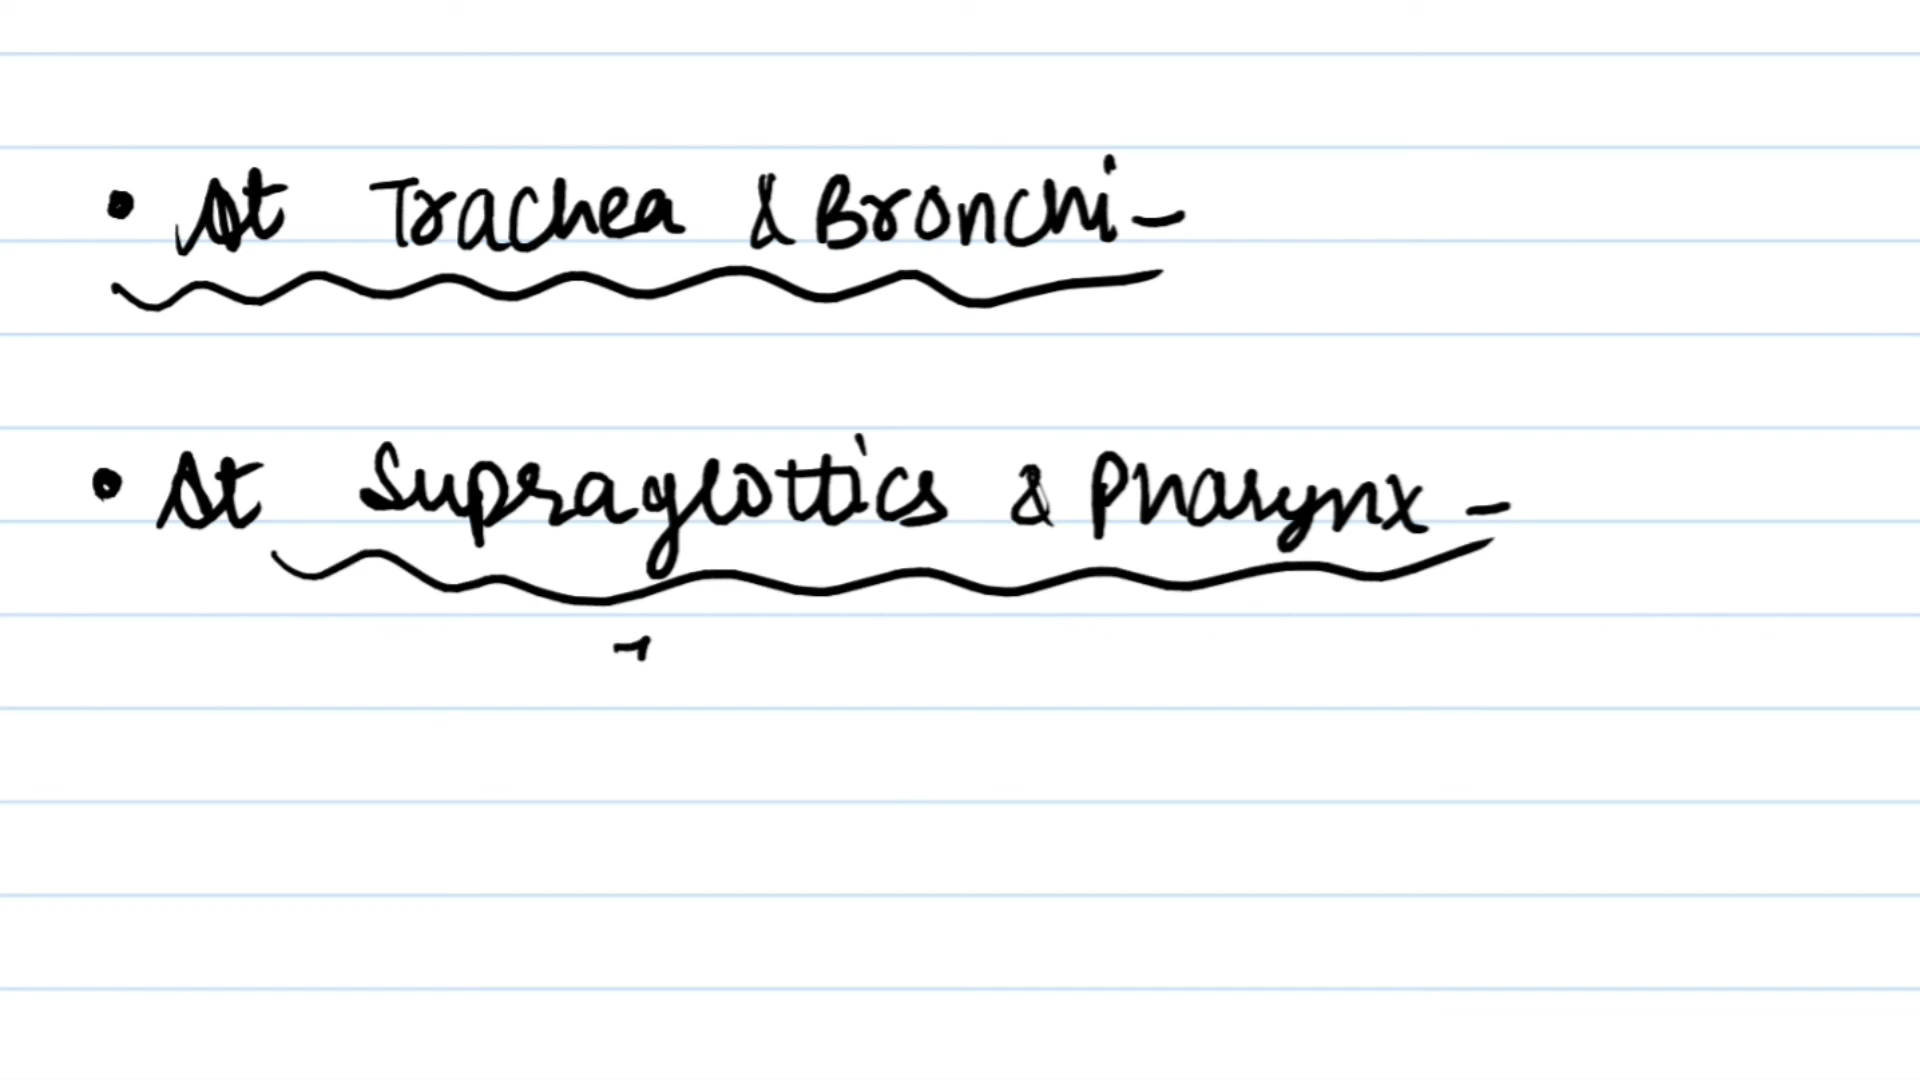 • At Trachea & Bronchi -
• At Supraglottics & Pharynx -